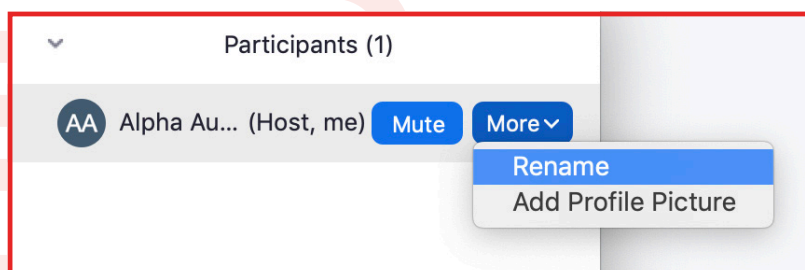 Participants (1)
AA Alpha Au... (Host, me) Mute More
Rename
Add Profile Picture